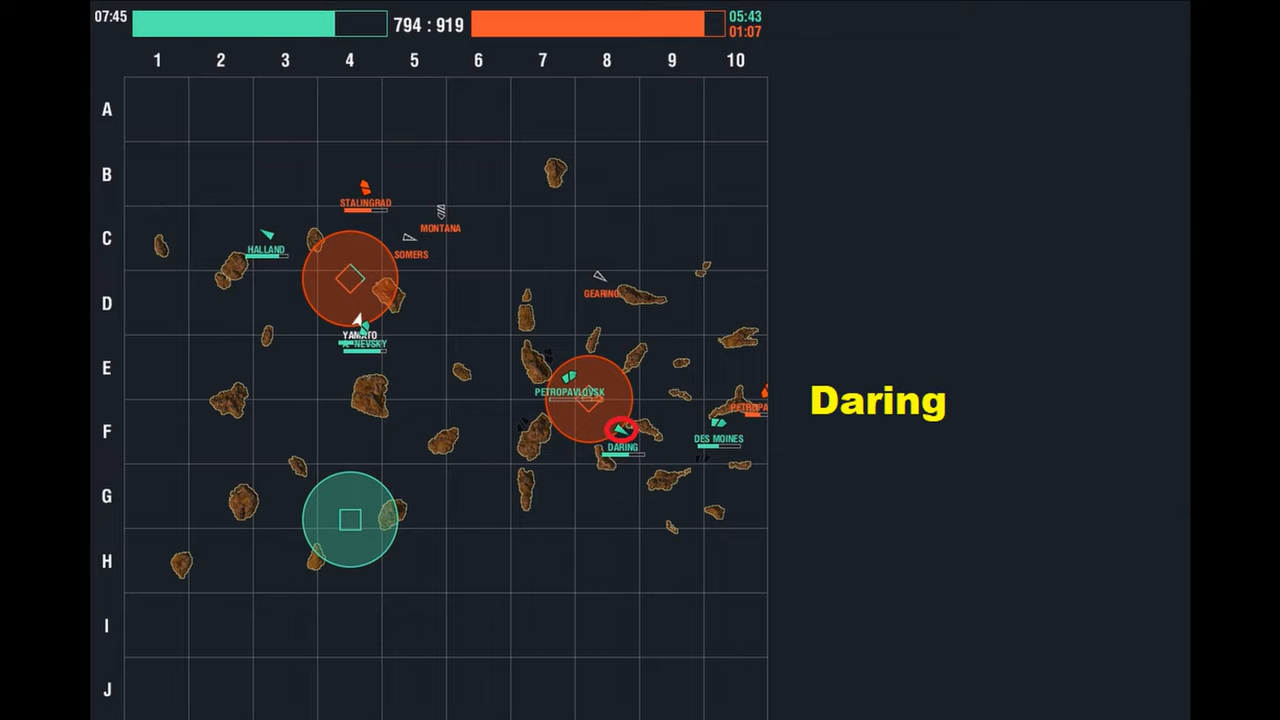 07:45
794 : 919
05:43
01:07
1 2 3 4 5 6 7 8 9 10
A
B
STALINGRAD
MONTANA
C
HALLAND
SOMERS
D
GEARING
YAMATO
NEVSKY
E
PETROPAVLOVSK
Daring
PETROPA
F
DES MOINES
DARING
G
H
I
J